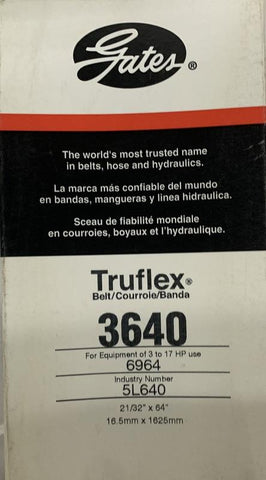 Gates®
The world's most trusted name
in belts, hose and hydraulics.
La marca más confiable del mundo
en bandas, mangueras y linea hidraulica.
Sceau de fiabilité mondiale
en courroies, boyaux et l'hydraulique.
Truflex®
Belt/Courroie/Banda
3640
For Equipment of 3 to 17 HP use
6964
Industry Number
5L640
21/32" x 64"
16.5mm x 1625mm